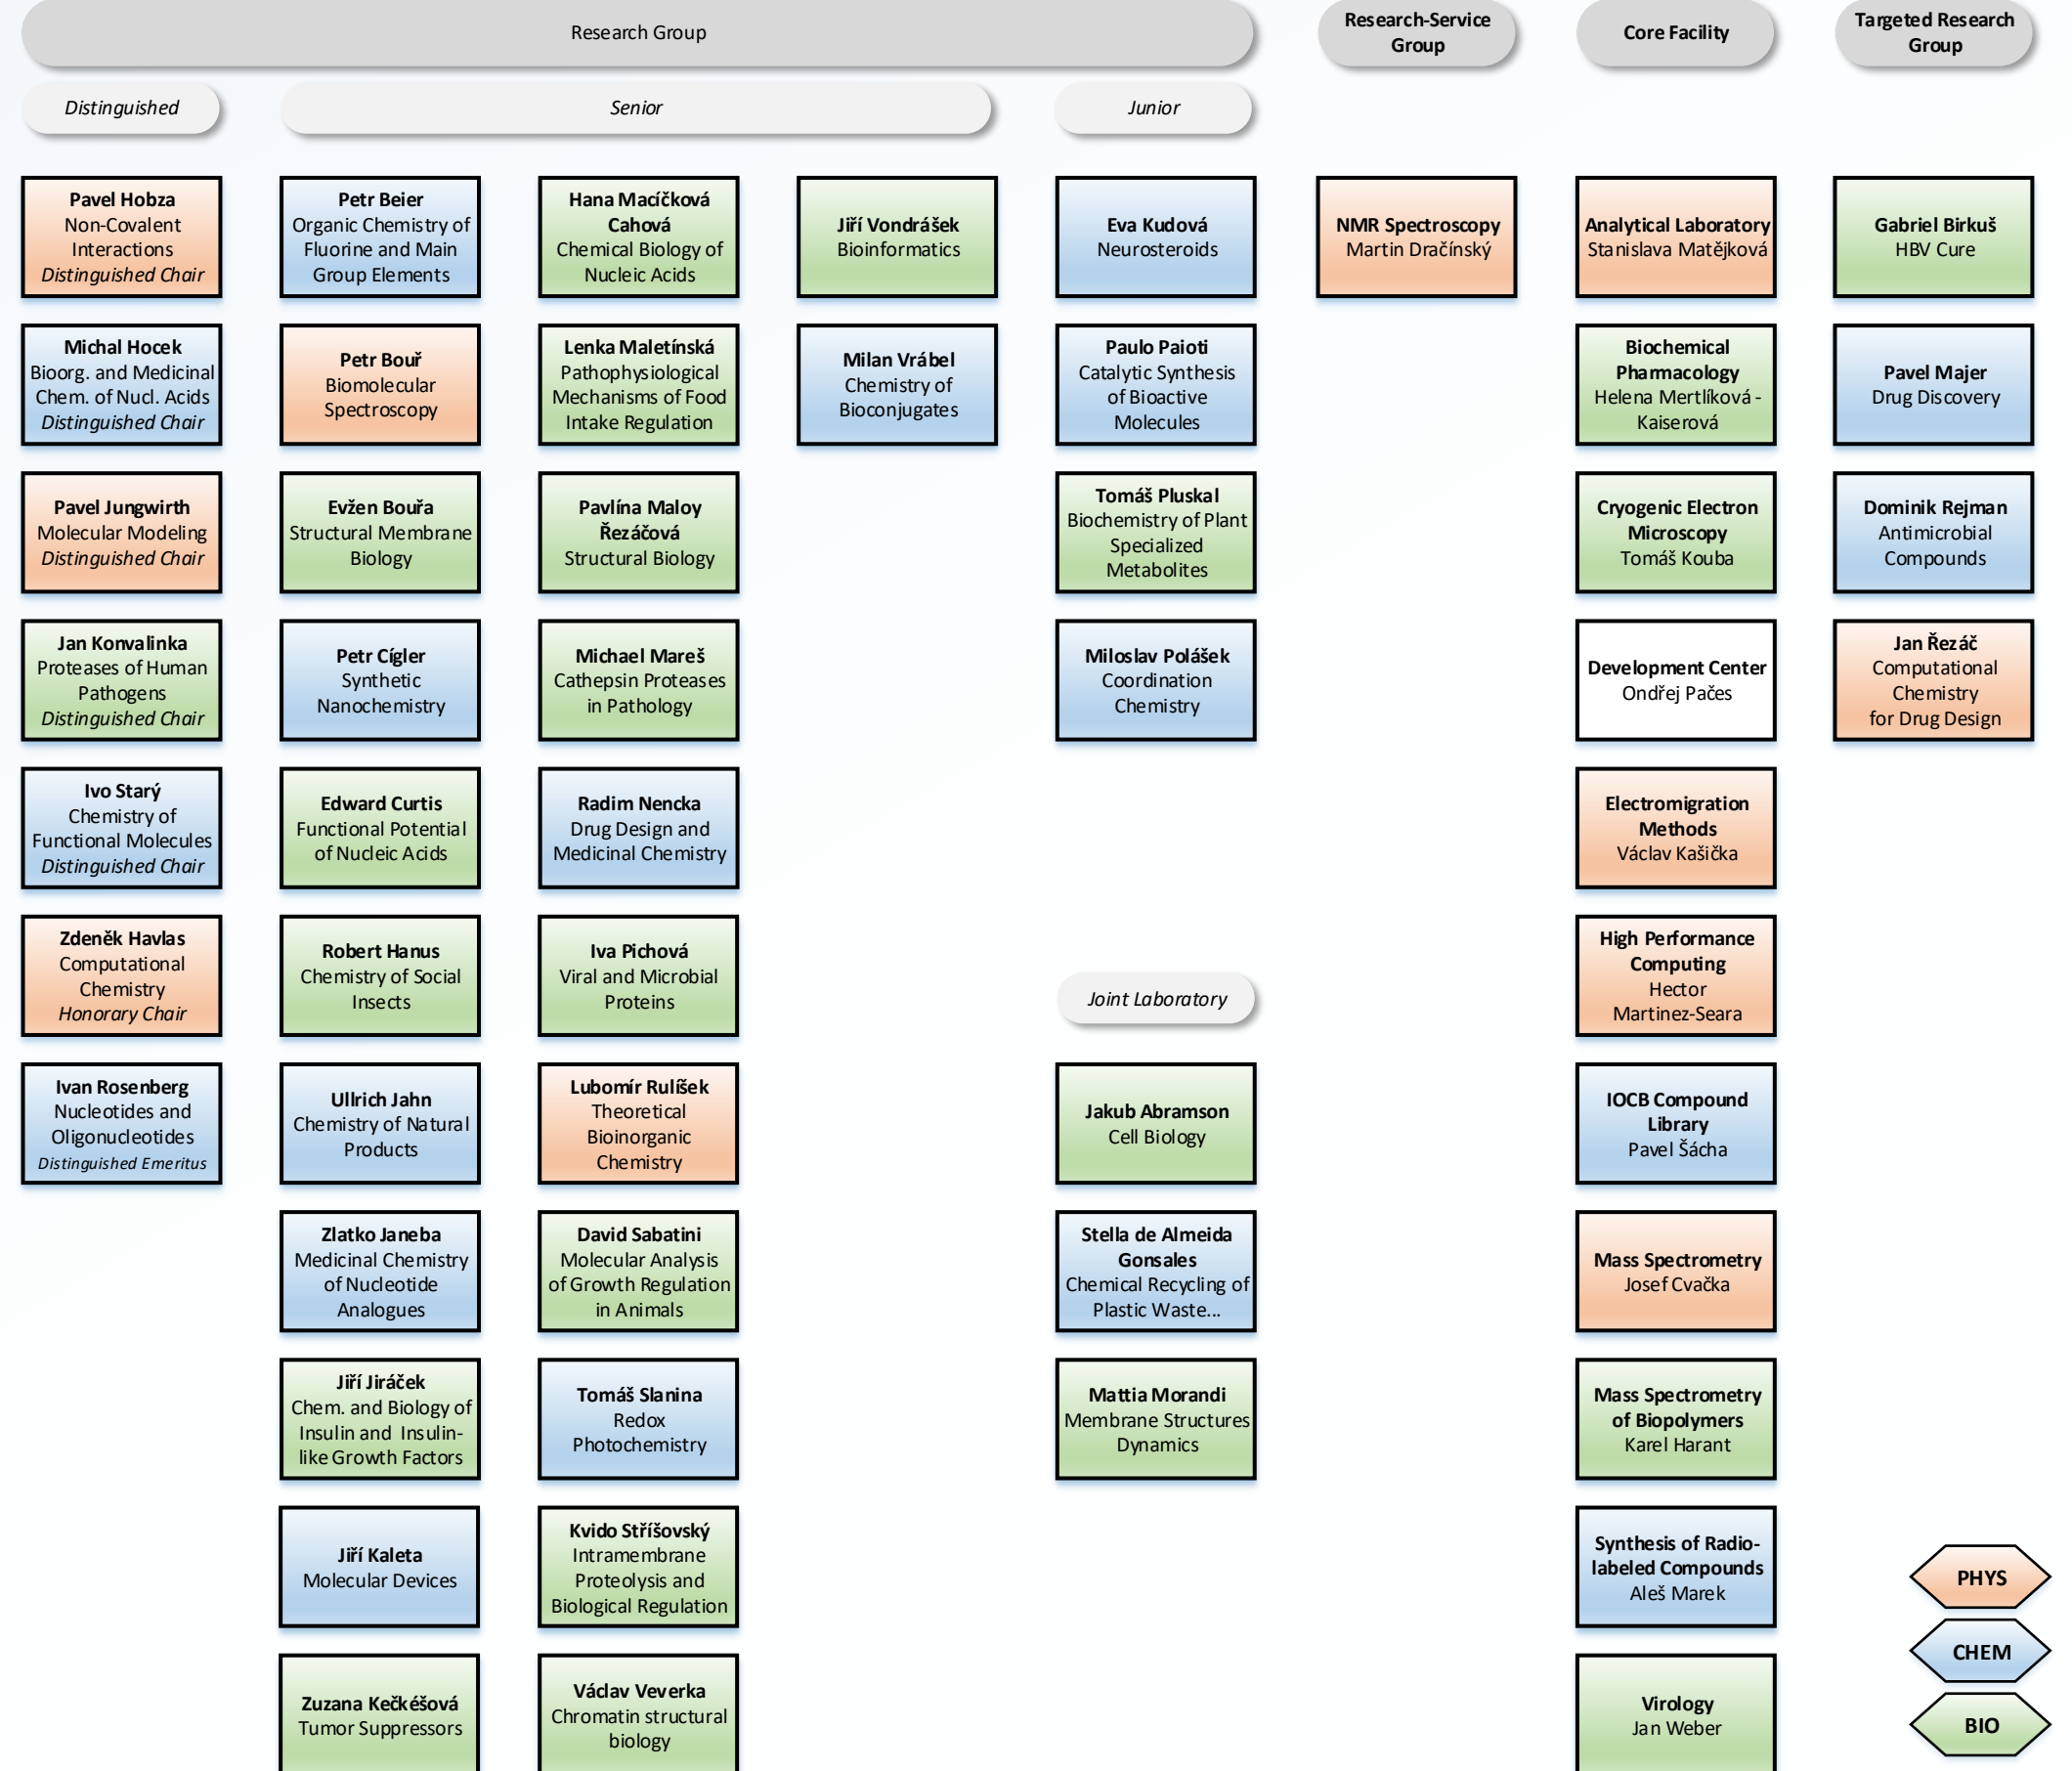 Research Group
Research-Service
Group
Core Facility
Targeted Research
Group
Distinguished
Senior
Junior
Pavel Hobza
Non-Covalent
Interactions
Distinguished Chair
Michal Hocek
Bioorg. and Medicinal
Chem. of Nucl. Acids
Distinguished Chair
Pavel Jungwirth
Molecular Modeling
Distinguished Chair
Jan Konvalinka
Proteases of Human
Pathogens
Distinguished Chair
Ivo Starý
Chemistry of
Functional Molecules
Distinguished Chair
Zdeněk Havlas
Computational
Chemistry
Honorary Chair
Ivan Rosenberg
Nucleotides and
Oligonucleotides
Distinguished Emeritus
Petr Beier
Organic Chemistry of
Fluorine and Main
Group Elements
Petr Bouř
Biomolecular
Spectroscopy
Evžen Bouřa
Structural Membrane
Biology
Petr Cígler
Synthetic
Nanochemistry
Edward Curtis
Functional Potential
of Nucleic Acids
Robert Hanus
Chemistry of Social
Insects
Ullrich Jahn
Chemistry of Natural
Products
Zlatko Janeba
Medicinal Chemistry
of Nucleotide
Analogues
Jiří Jiráček
Chem. and Biology of
Insulin and Insulin-
like Growth Factors
Jiří Kaleta
Molecular Devices
Zuzana Kečkéšová
Tumor Suppressors
Hana Macíčková
Cahová
Chemical Biology of
Nucleic Acids
Lenka Maletínská
Pathophysiological
Mechanisms of Food
Intake Regulation
Pavlína Maloy
Řezáčová
Structural Biology
Michael Mareš
Cathepsin Proteases
in Pathology
Radim Nencka
Drug Design and
Medicinal Chemistry
Iva Pichová
Viral and Microbial
Proteins
Lubomír Rulíšek
Theoretical
Bioinorganic
Chemistry
David Sabatini
Molecular Analysis
of Growth Regulation
in Animals
Tomáš Slanina
Redox
Photochemistry
Kvido Stříšovský
Intramembrane
Proteolysis and
Biological Regulation
Václav Veverka
Chromatin structural
biology
Jiří Vondrášek
Bioinformatics
Milan Vrábel
Chemistry of
Bioconjugates
Eva Kudová
Neurosteroids
Paulo Paioti
Catalytic Synthesis
of Bioactive
Molecules
Tomáš Pluskal
Biochemistry of Plant
Specialized
Metabolites
Miloslav Polášek
Coordination
Chemistry
Joint Laboratory
Jakub Abramson
Cell Biology
Stella de Almeida
Gonsales
Chemical Recycling of
Plastic Waste...
Mattia Morandi
Membrane Structures
Dynamics
NMR Spectroscopy
Martin Dračínský
Analytical Laboratory
Stanislava Matějková
Biochemical
Pharmacology
Helena Mertlíková -
Kaiserová
Cryogenic Electron
Microscopy
Tomáš Kouba
Development Center
Ondřej Pačes
Electromigration
Methods
Václav Kašička
High Performance
Computing
Hector
Martinez-Seara
IOCB Compound
Library
Pavel Šácha
Mass Spectrometry
Josef Cvačka
Mass Spectrometry
of Biopolymers
Karel Harant
Synthesis of Radio-
labeled Compounds
Aleš Marek
Virology
Jan Weber
Gabriel Birkuš
HBV Cure
Pavel Majer
Drug Discovery
Dominik Rejman
Antimicrobial
Compounds
Jan Řezáč
Computational
Chemistry
for Drug Design
PHYS
CHEM
BIO